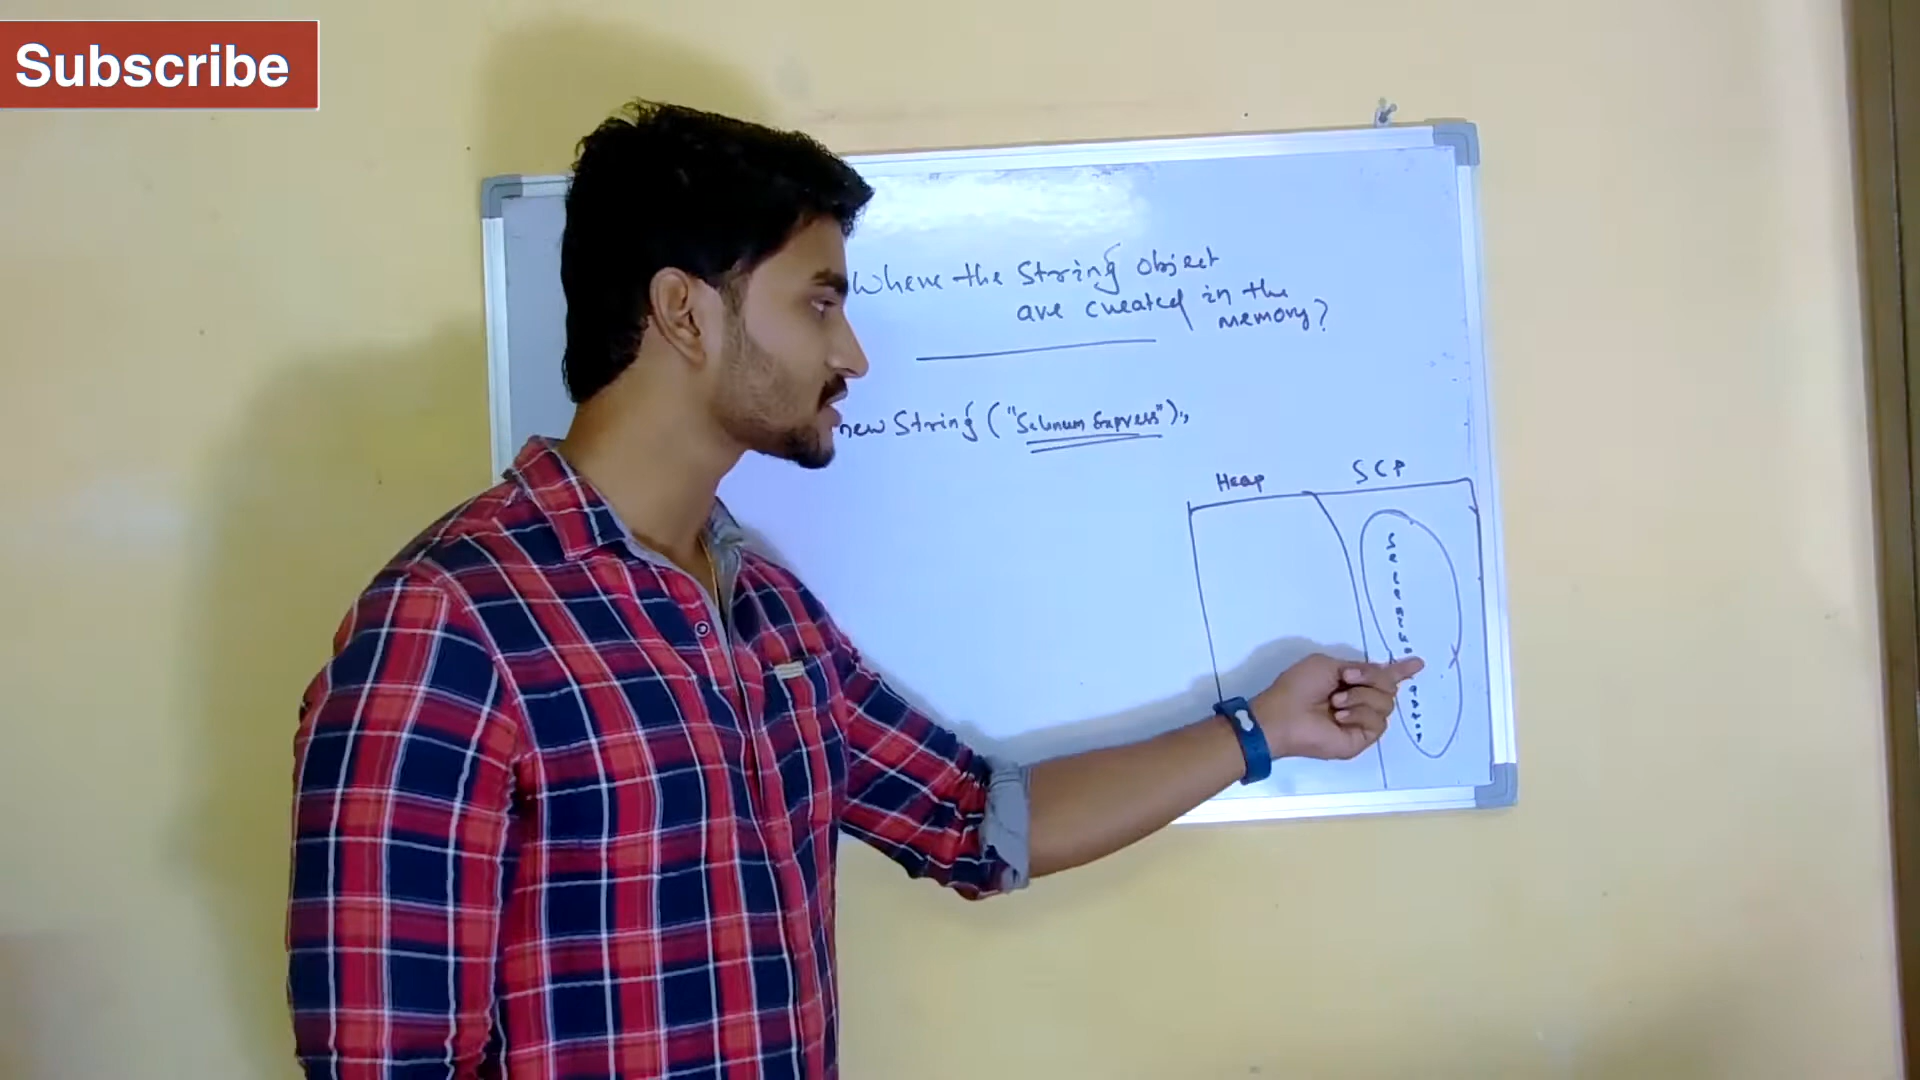 Subscribe
Where the String Object
are created in the
memory?
new String ("Selenium Express");
Heap
SCP